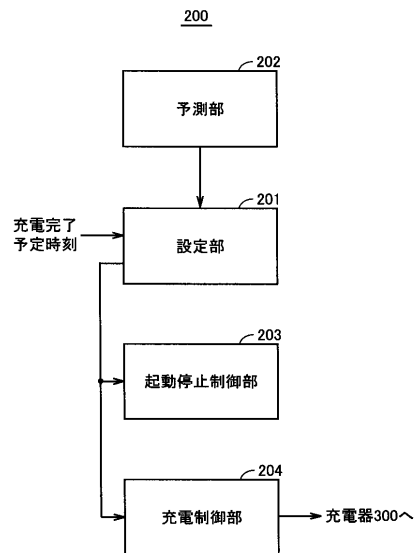 200
202
予測部
201
充電完了
予定時刻
設定部
203
起動停止制御部
204
充電制御部
充電器300へ